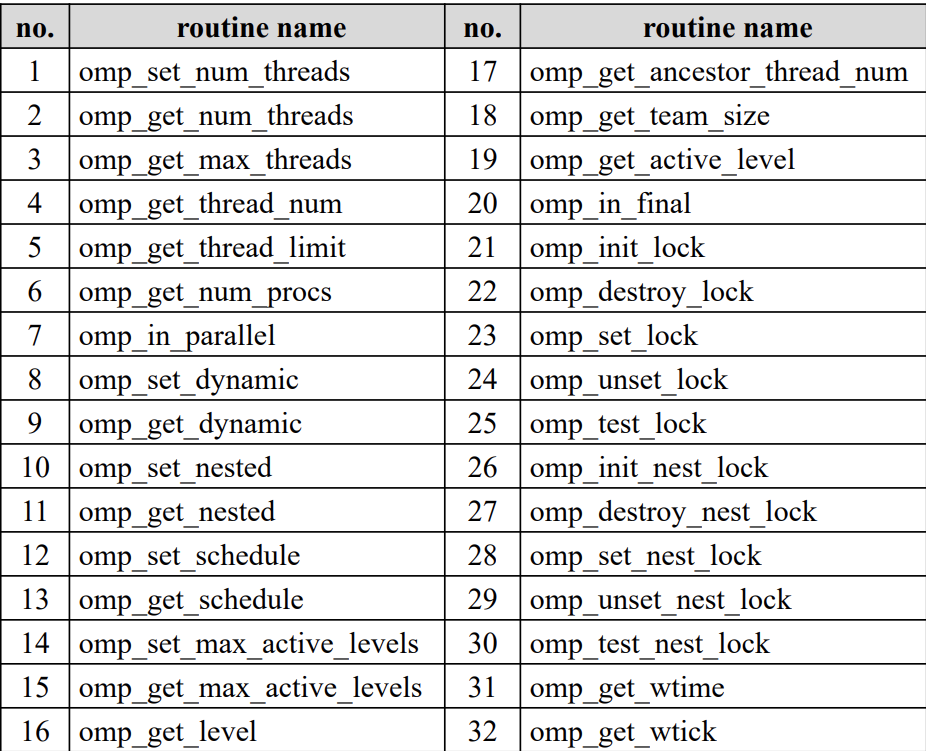 no. routine name no. routine name
1 omp_set_num_threads 17 omp_get_ancestor_thread_num
2 omp_get_num_threads 18 omp_get_team_size
3 omp_get_max_threads 19 omp_get_active_level
4 omp_get_thread_num 20 omp_in_final
5 omp_get_thread_limit 21 omp_init_lock
6 omp_get_num_procs 22 omp_destroy_lock
7 omp_in_parallel 23 omp_set_lock
8 omp_set_dynamic 24 omp_unset_lock
9 omp_get_dynamic 25 omp_test_lock
10 omp_set_nested 26 omp_init_nest_lock
11 omp_get_nested 27 omp_destroy_nest_lock
12 omp_set_schedule 28 omp_set_nest_lock
13 omp_get_schedule 29 omp_unset_nest_lock
14 omp_set_max_active_levels 30 omp_test_nest_lock
15 omp_get_max_active_levels 31 omp_get_wtime
16 omp_get_level 32 omp_get_wtick